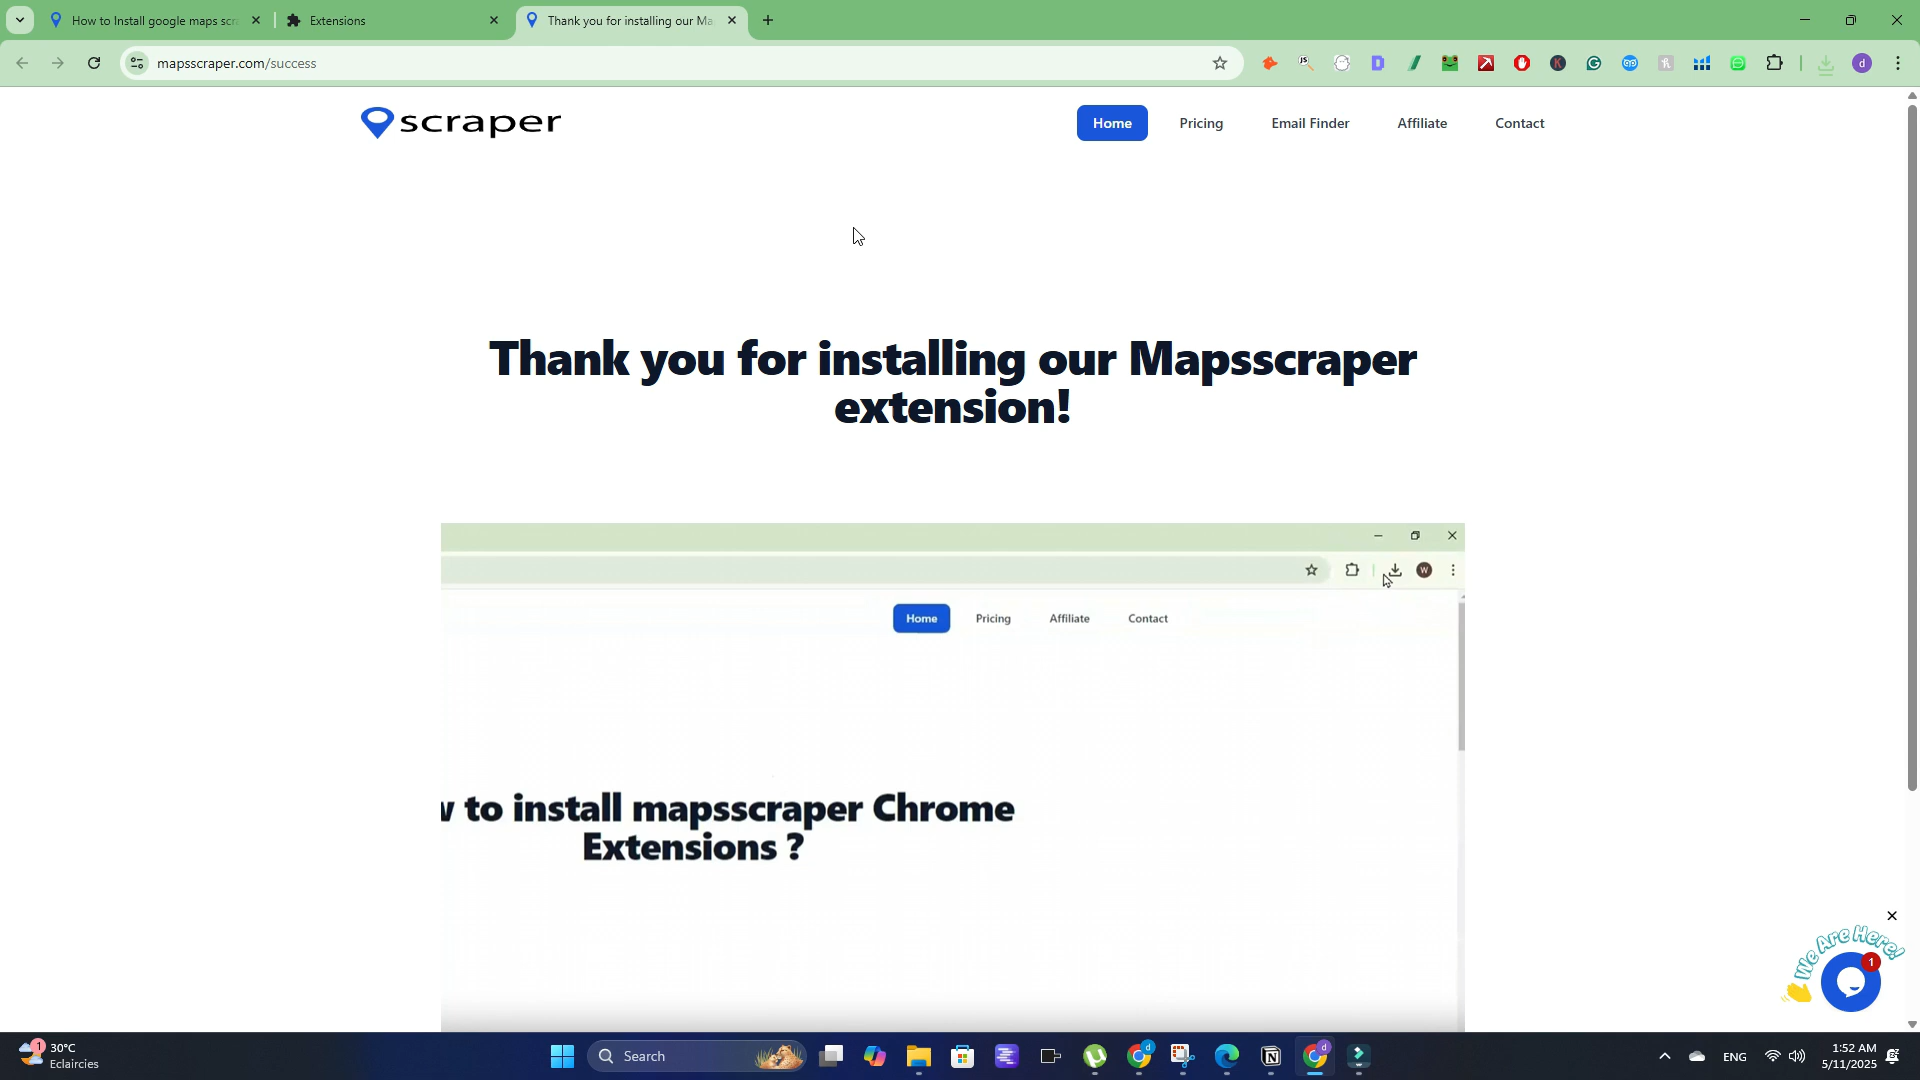 How to Install google maps scr
Extensions
Thank you for installing our Ma
mapsscraper.com/success
scraper
Home
Pricing
Email Finder
Affiliate
Contact
Thank you for installing our Mapsscraper
extension!
W
Home
Pricing
Affiliate
Contact
to install mapsscraper Chrome
Extensions ?
We Are Here!
1
1
30°C
Eclaircies
Search
ENG
1:52 AM
5/11/2025